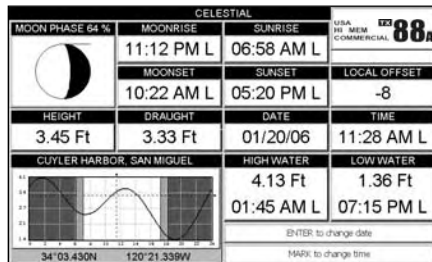 CELESTIAL
MOON PHASE 64 % MOONRISE SUNRISE
USA TX 88A
HI MEM
COMMERCIAL
11:12 PM L 06:58 AM L
MOONSET SUNSET LOCAL OFFSET
10:22 AM L 05:20 PM L -8
HEIGHT DRAUGHT DATE TIME
3.45 Ft 3.33 Ft 01/20/06 11:28 AM L
CUYLER HARBOR, SAN MIGUEL HIGH WATER LOW WATER
4.13 Ft 1.36 Ft
01:45 AM L 07:15 PM L
ENTER to change date
34°03.430N 120°21.339W MARK to change time